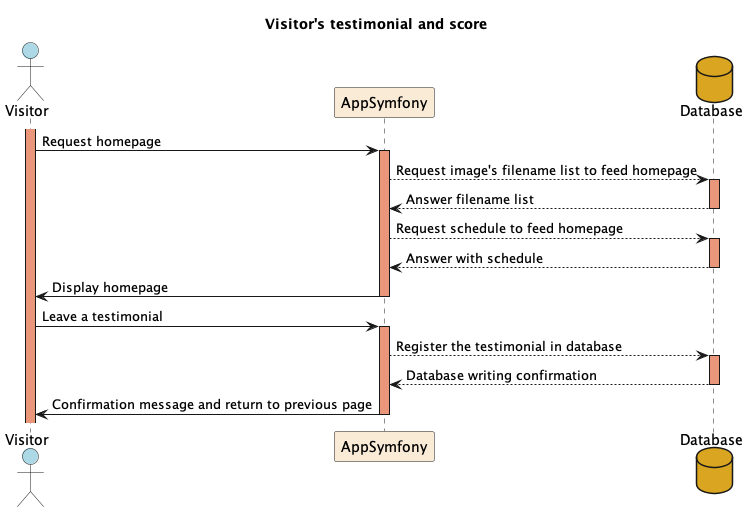 Visitor's testimonial and score
Visitor
AppSymfony
Database
Request homepage
Request image's filename list to feed homepage
Answer filename list
Request schedule to feed homepage
Answer with schedule
Display homepage
Leave a testimonial
Register the testimonial in database
Database writing confirmation
Confirmation message and return to previous page
Visitor
AppSymfony
Database